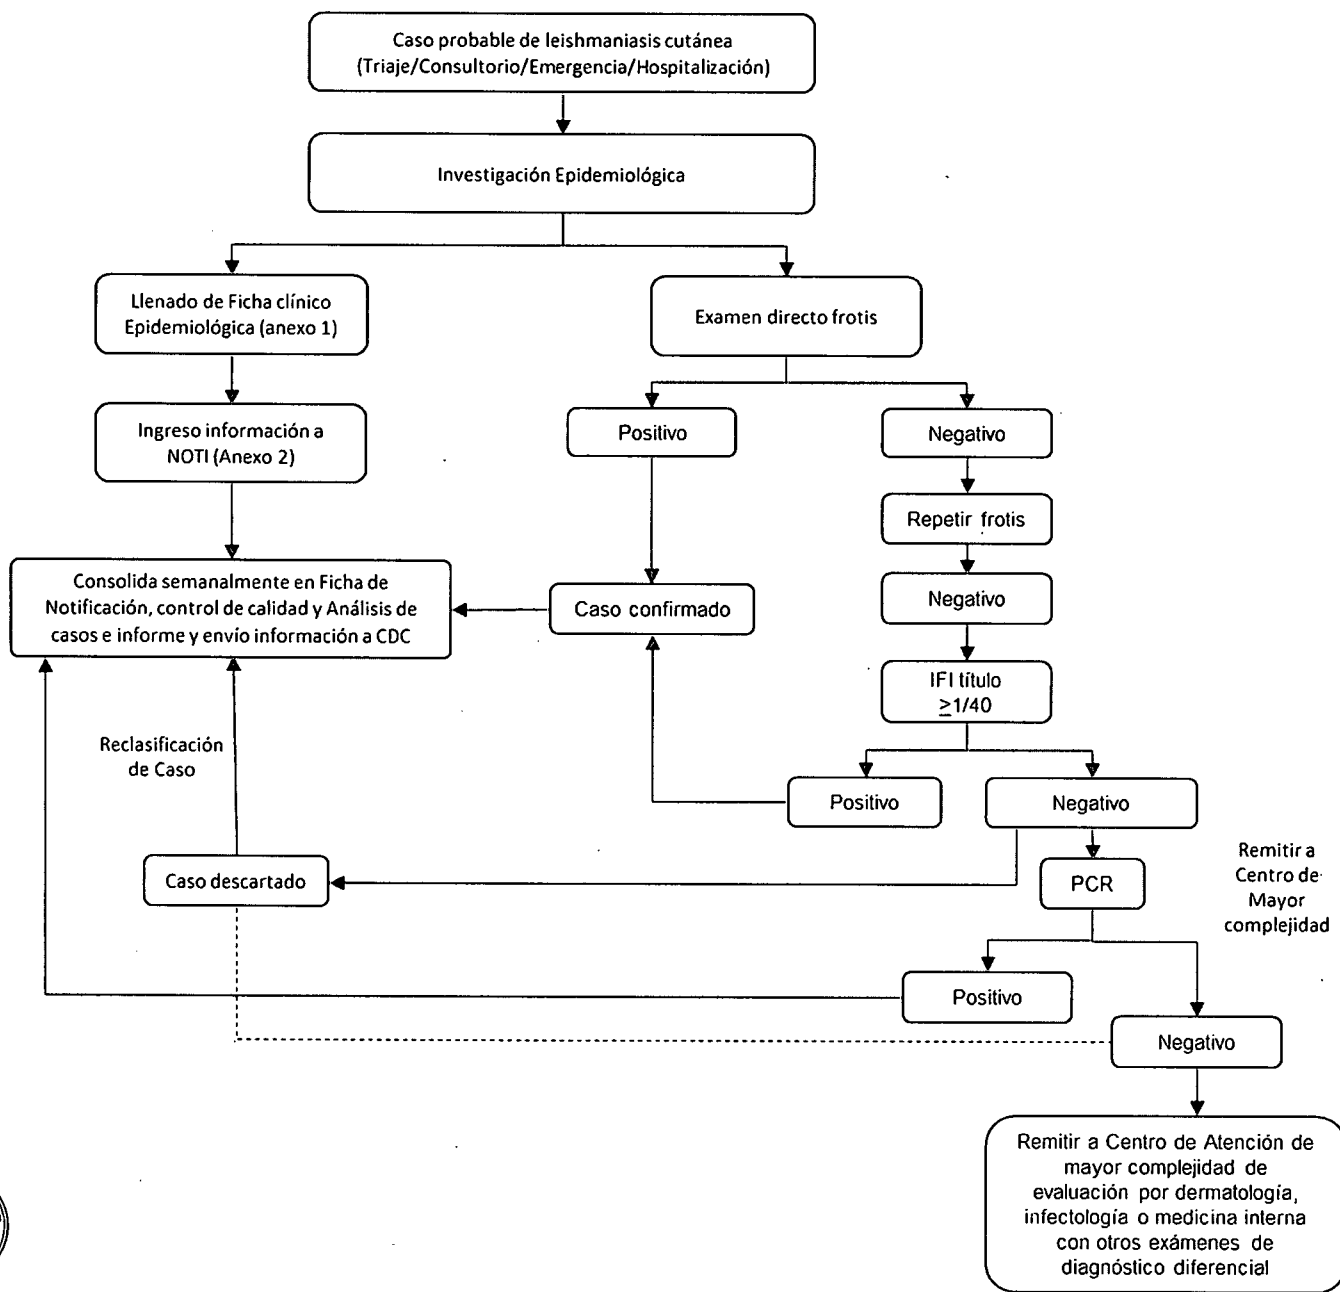 Caso probable de leishmaniasis cutánea
(Triaje/Consultorio/Emergencia/Hospitalización)
Investigación Epidemiológica
Llenado de Ficha clínico
Epidemiológica (anexo 1)
Examen directo frotis
Ingreso información a
NOTI (Anexo 2)
Positivo
Negativo
Repetir frotis
Consolida semanalmente en Ficha de
Notificación, control de calidad y Análisis de
casos e informe y envío información a CDC
Caso confirmado
Negativo
IFI título
≥1/40
Reclasificación
de Caso
Positivo
Negativo
Caso descartado
PCR
Remitir a
Centro de
Mayor
complejidad
Positivo
Negativo
Remitir a Centro de Atención de
mayor complejidad de
evaluación por dermatología,
infectología o medicina interna
con otros exámenes de
diagnóstico diferencial